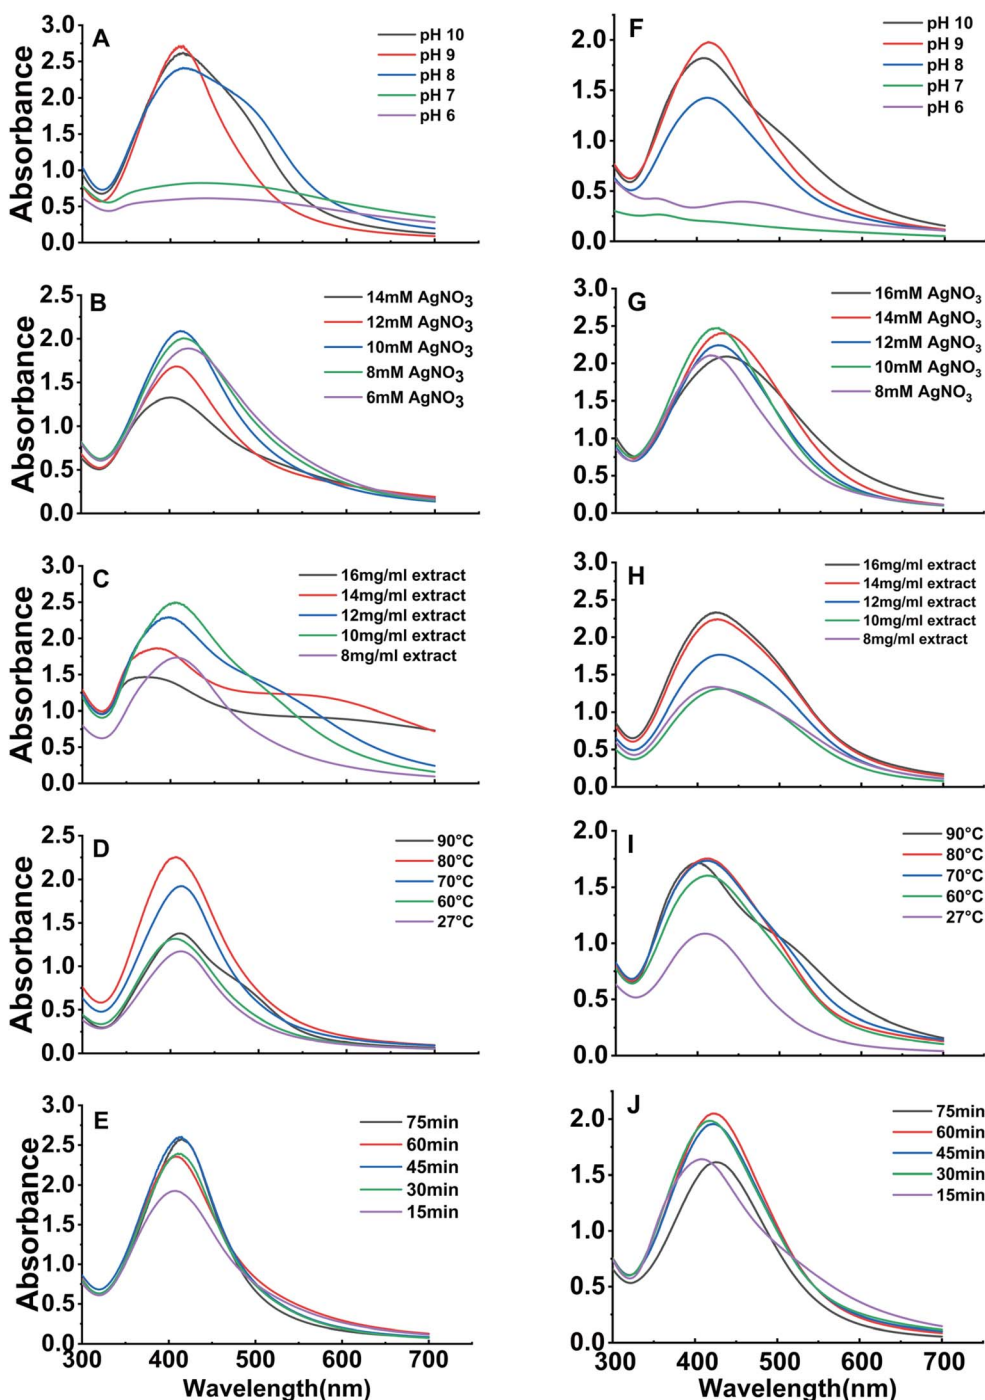 A
pH 10
pH 9
pH 8
pH 7
pH 6
Absorbance
3.0
2.5
2.0
1.5
1.0
0.5
0.0
F
pH 10
pH 9
pH 8
pH 7
pH 6
2.0
1.5
1.0
0.5
0.0
B
14mM AgNO3
12mM AgNO3
10mM AgNO3
8mM AgNO3
6mM AgNO3
Absorbance
2.5
2.0
1.5
1.0
0.5
0.0
G
16mM AgNO3
14mM AgNO3
12mM AgNO3
10mM AgNO3
8mM AgNO3
3.0
2.5
2.0
1.5
1.0
0.5
0.0
C
16mg/ml extract
14mg/ml extract
12mg/ml extract
10mg/ml extract
8mg/ml extract
Absorbance
3.0
2.5
2.0
1.5
1.0
0.5
0.0
H
16mg/ml extract
14mg/ml extract
12mg/ml extract
10mg/ml extract
8mg/ml extract
3.0
2.5
2.0
1.5
1.0
0.5
0.0
D
90°C
80°C
70°C
60°C
27°C
Absorbance
2.5
2.0
1.5
1.0
0.5
0.0
I
90°C
80°C
70°C
60°C
27°C
2.0
1.5
1.0
0.5
0.0
E
75min
60min
45min
30min
15min
Absorbance
3.0
2.5
2.0
1.5
1.0
0.5
0.0
300 400 500 600 700
Wavelength(nm)
J
75min
60min
45min
30min
15min
2.0
1.5
1.0
0.5
0.0
300 400 500 600 700
Wavelength(nm)